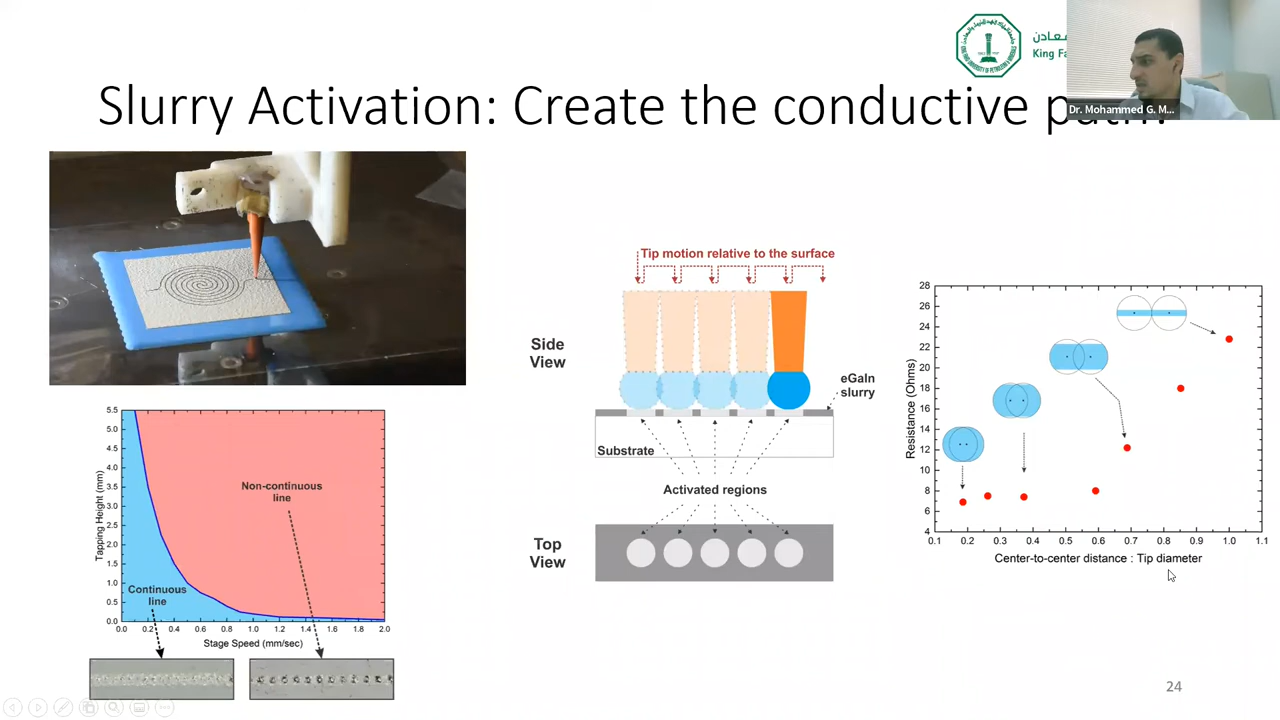 معادن
King Fa
Dr. Mohammed G. M...
Slurry Activation: Create the conductive path.
Tip motion relative to the surface
Side
View
eGaIn
slurry
Substrate
Activated regions
Top
View
5.5
5.0
4.5
4.0
3.5
3.0
2.5
2.0
1.5
1.0
0.5
0.0
Tapping Height (mm)
Non-continuous
line
Continuous
line
0.0 0.2 0.4 0.6 0.8 1.0 1.2 1.4 1.6 1.8 2.0
Stage Speed (mm/sec)
28
26
24
22
20
18
16
14
12
10
8
6
4
Resistance (Ohms)
0.1 0.2 0.3 0.4 0.5 0.6 0.7 0.8 0.9 1.0 1.1
Center-to-center distance : Tip diameter
24